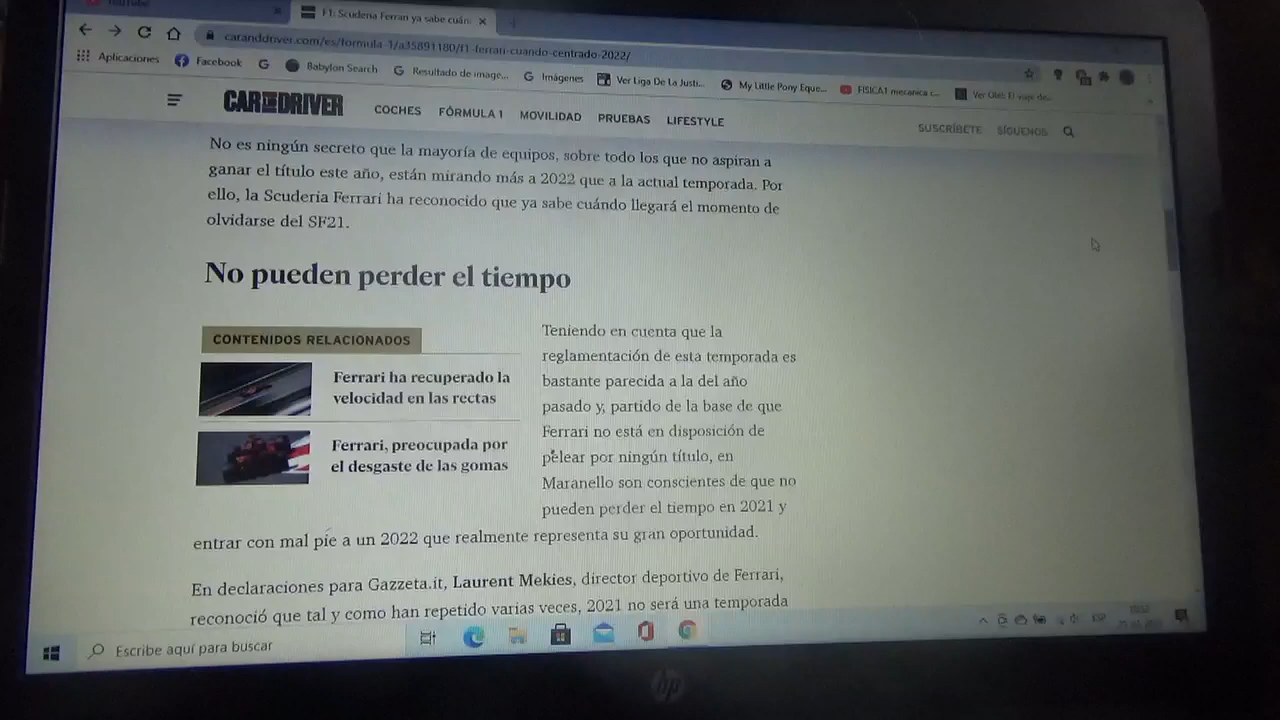 YouTube
F1: Scuderia Ferrari ya sabe cuán
caranddriver.com/es/formula-1/a35891180/f1-ferrari-cuando-centrado-2022/
Aplicaciones Facebook Babylon Search Resultado de image... Imágenes Ver Liga De La Justi... My Little Pony Eque... FISICA1 mecanica
CAR AND DRIVER COCHES FÓRMULA 1 MOVILIDAD PRUEBAS LIFESTYLE SUSCRÍBETE SÍGUENOS
No es ningún secreto que la mayoría de equipos, sobre todo los que no aspiran a
ganar el título este año, están mirando más a 2022 que a la actual temporada. Por
ello, la Scuderia Ferrari ha reconocido que ya sabe cuándo llegará el momento de
olvidarse del SF21.
No pueden perder el tiempo
CONTENIDOS RELACIONADOS
Ferrari ha recuperado la
velocidad en las rectas
Ferrari, preocupada por
el desgaste de las gomas
Teniendo en cuenta que la
reglamentación de esta temporada es
bastante parecida a la del año
pasado y, partido de la base de que
Ferrari no está en disposición de
pelear por ningún título, en
Maranello son conscientes de que no
pueden perder el tiempo en 2021 y
entrar con mal píe a un 2022 que realmente representa su gran oportunidad.
En declaraciones para Gazzeta.it, Laurent Mekies, director deportivo de Ferrari,
reconoció que tal y como han repetido varias veces, 2021 no será una temporada
Escribe aquí para buscar
ESP
hp